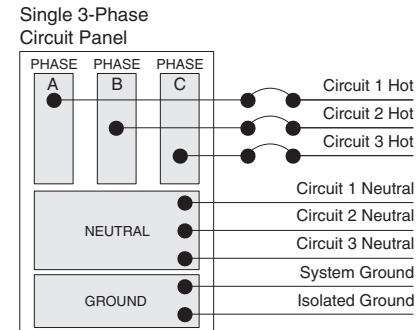 Single 3-Phase
Circuit Panel
PHASE PHASE PHASE
A B C
Circuit 1 Hot
Circuit 2 Hot
Circuit 3 Hot
Circuit 1 Neutral
Circuit 2 Neutral
NEUTRAL
Circuit 3 Neutral
System Ground
GROUND
Isolated Ground